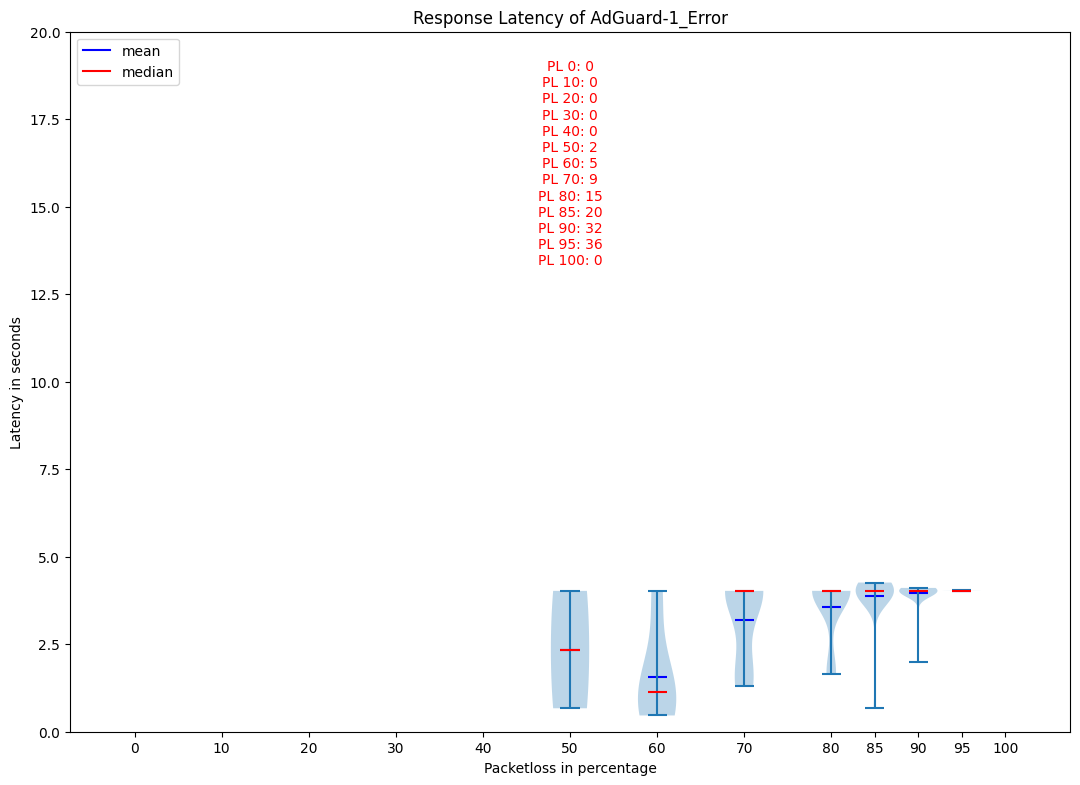 Response Latency of AdGuard-1_Error
20.0
17.5
15.0
12.5
10.0
7.5
5.0
2.5
0.0
Latency in seconds
mean
median
PL 0: 0
PL 10: 0
PL 20: 0
PL 30: 0
PL 40: 0
PL 50: 2
PL 60: 5
PL 70: 9
PL 80: 15
PL 85: 20
PL 90: 32
PL 95: 36
PL 100: 0
0 10 20 30 40 50 60 70 80 85 90 95 100
Packetloss in percentage